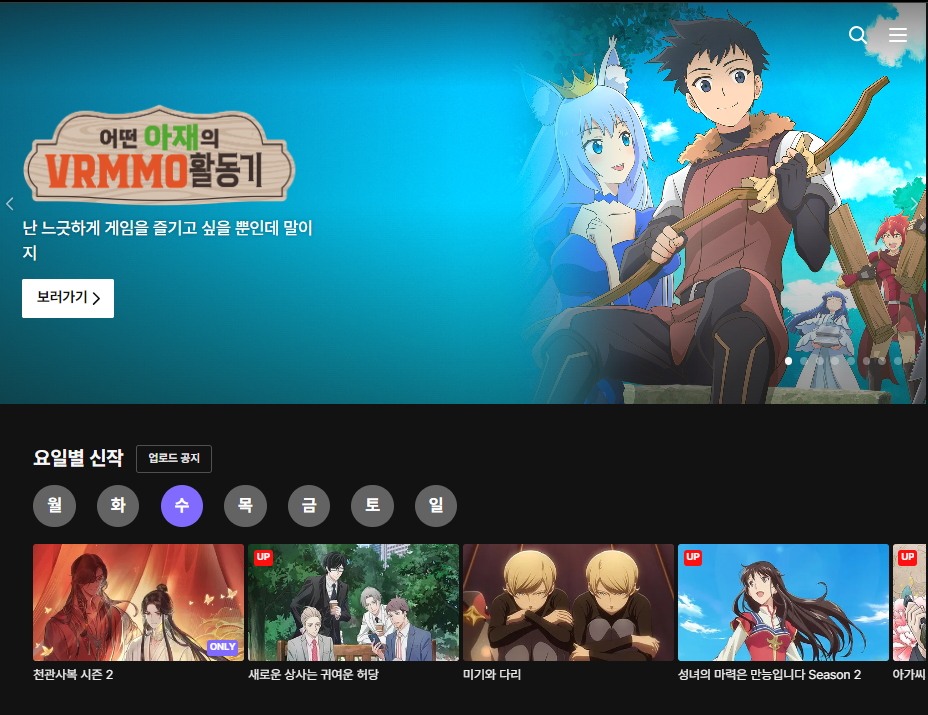 어떤 아재의
VRMMO활동기
난 느긋하게 게임을 즐기고 싶을 뿐인데 말이
지
보러가기
요일별 신작
업로드 공지
월 화 수 목 금 토 일
UP UP UP
ONLY
천관사복 시즌 2
새로운 상사는 귀여운 허당
미기와 다리
성녀의 마력은 만능입니다 Season 2
아가씨